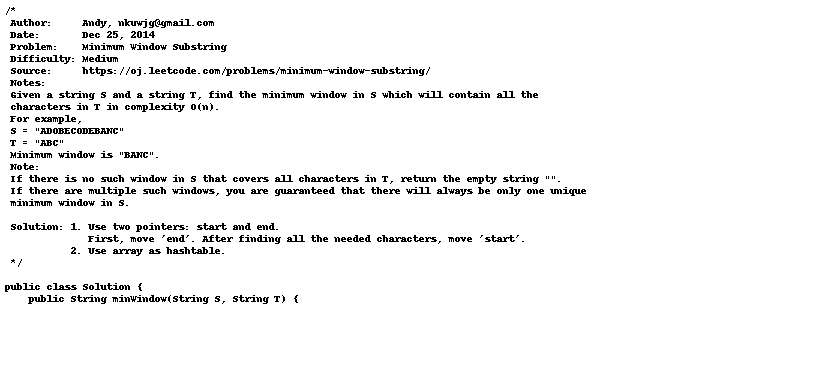 /*
 Author:     Andy, nkuwjg@gmail.com
 Date:       Dec 25, 2014
 Problem:    Minimum Window Substring
 Difficulty: Medium
 Source:     https://oj.leetcode.com/problems/minimum-window-substring/
 Notes:
 Given a string S and a string T, find the minimum window in S which will contain all the
 characters in T in complexity O(n).
 For example,
 S = "ADOBECODEBANC"
 T = "ABC"
 Minimum window is "BANC".
 Note:
 If there is no such window in S that covers all characters in T, return the empty string "".
 If there are multiple such windows, you are guaranteed that there will always be only one unique
 minimum window in S.

 Solution: 1. Use two pointers: start and end.
              First, move 'end'. After finding all the needed characters, move 'start'.
           2. Use array as hashtable.
 */

public class Solution {
    public String minWindow(String S, String T) {